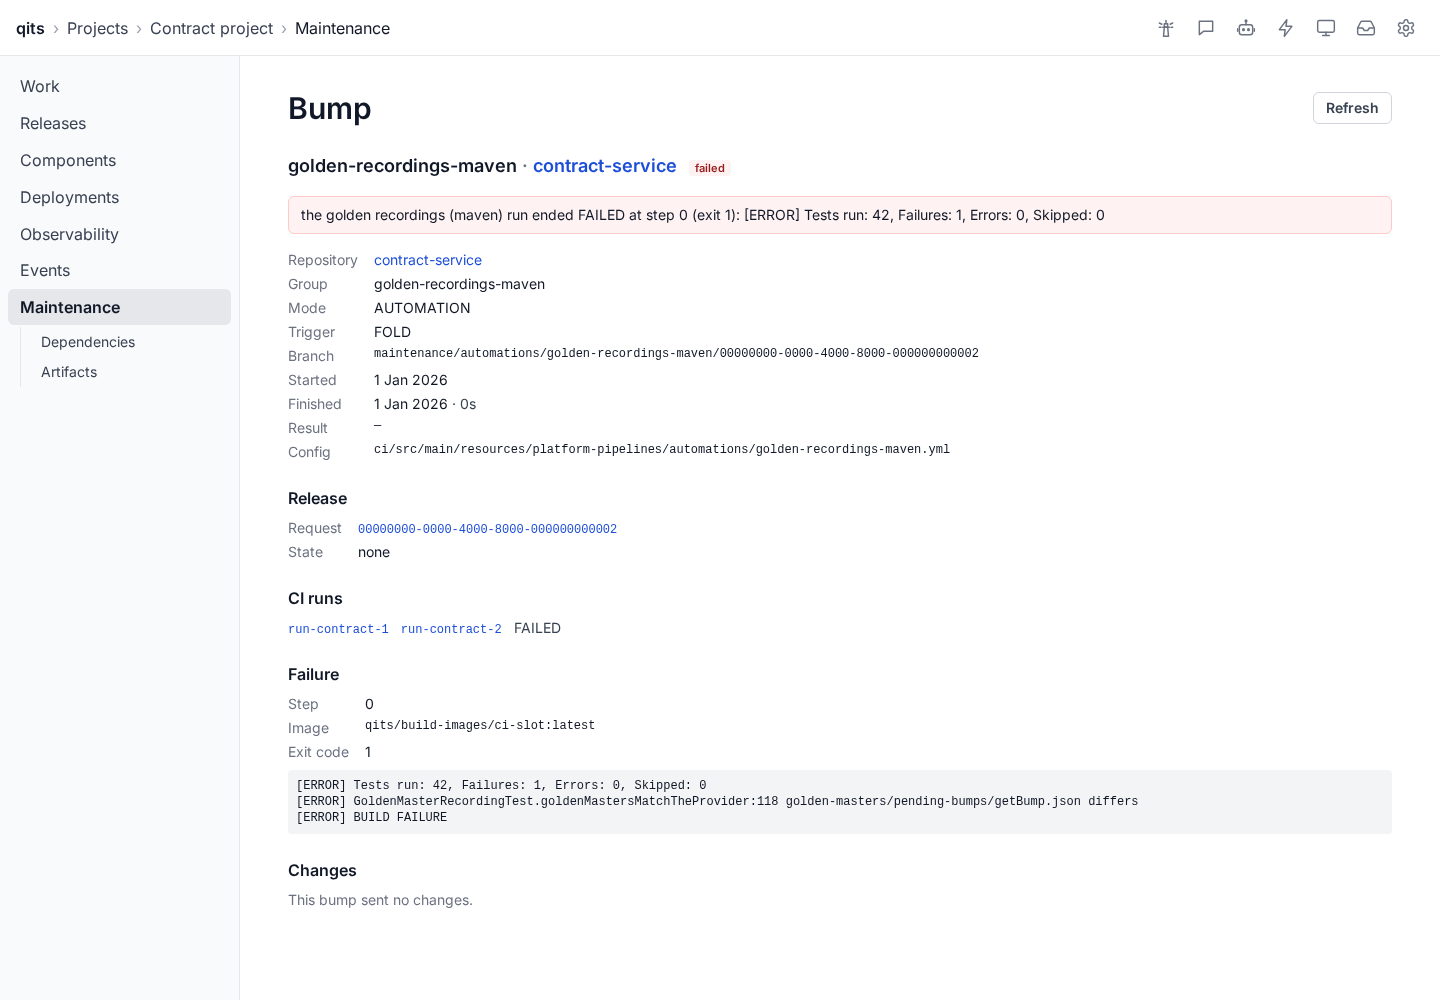 qits › Projects › Contract project › Maintenance
Work
Releases
Components
Deployments
Observability
Events
Maintenance
Dependencies
Artifacts
Bump
Refresh
golden-recordings-maven · contract-service failed
the golden recordings (maven) run ended FAILED at step 0 (exit 1): [ERROR] Tests run: 42, Failures: 1, Errors: 0, Skipped: 0
Repository contract-service
Group golden-recordings-maven
Mode AUTOMATION
Trigger FOLD
Branch maintenance/automations/golden-recordings-maven/00000000-0000-4000-8000-000000000002
Started 1 Jan 2026
Finished 1 Jan 2026 · 0s
Result –
Config ci/src/main/resources/platform-pipelines/automations/golden-recordings-maven.yml
Release
Request 00000000-0000-4000-8000-000000000002
State none
CI runs
run-contract-1 run-contract-2 FAILED
Failure
Step 0
Image qits/build-images/ci-slot:latest
Exit code 1
[ERROR] Tests run: 42, Failures: 1, Errors: 0, Skipped: 0
[ERROR] GoldenMasterRecordingTest.goldenMastersMatchTheProvider:118 golden-masters/pending-bumps/getBump.json differs
[ERROR] BUILD FAILURE
Changes
This bump sent no changes.